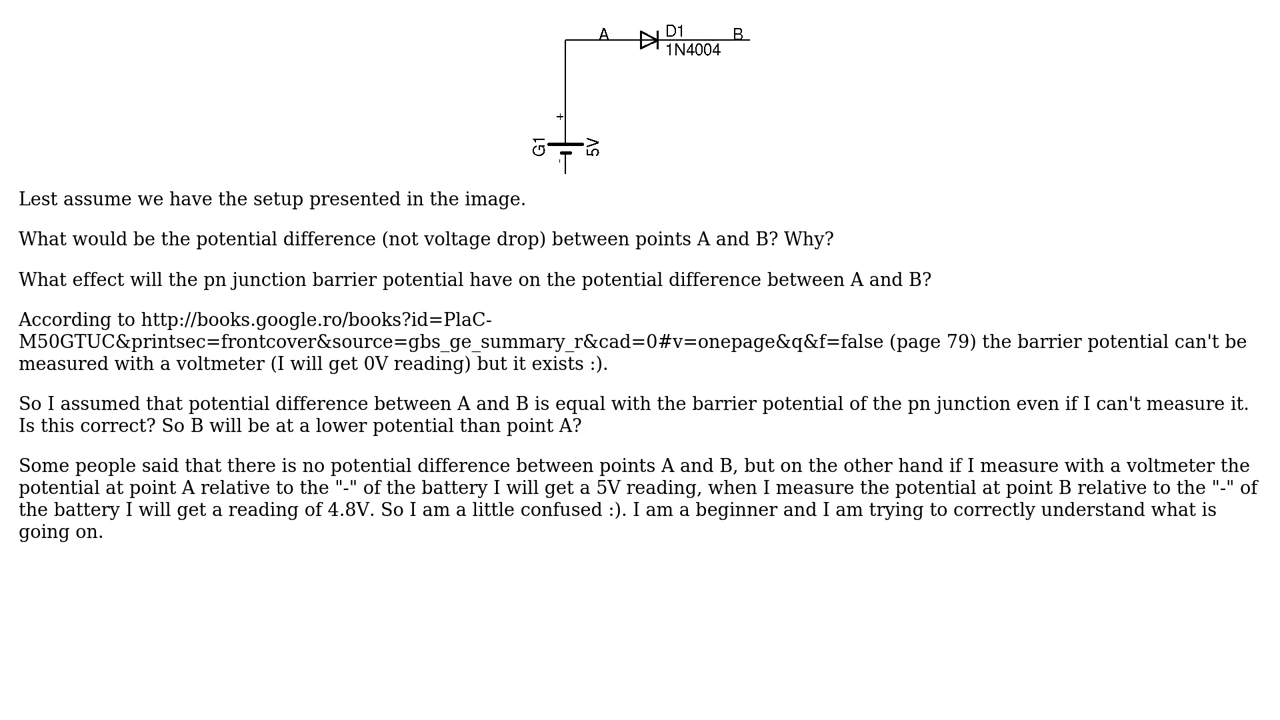 A D1 B
1N4004
+
G1 5V
-
Lest assume we have the setup presented in the image.
What would be the potential difference (not voltage drop) between points A and B? Why?
What effect will the pn junction barrier potential have on the potential difference between A and B?
According to http://books.google.ro/books?id=PlaC-
M50GTUC&printsec=frontcover&source=gbs_ge_summary_r&cad=0#v=onepage&q&f=false (page 79) the barrier potential can't be
measured with a voltmeter (I will get 0V reading) but it exists :).
So I assumed that potential difference between A and B is equal with the barrier potential of the pn junction even if I can't measure it.
Is this correct? So B will be at a lower potential than point A?
Some people said that there is no potential difference between points A and B, but on the other hand if I measure with a voltmeter the
potential at point A relative to the "-" of the battery I will get a 5V reading, when I measure the potential at point B relative to the "-" of
the battery I will get a reading of 4.8V. So I am a little confused :). I am a beginner and I am trying to correctly understand what is
going on.